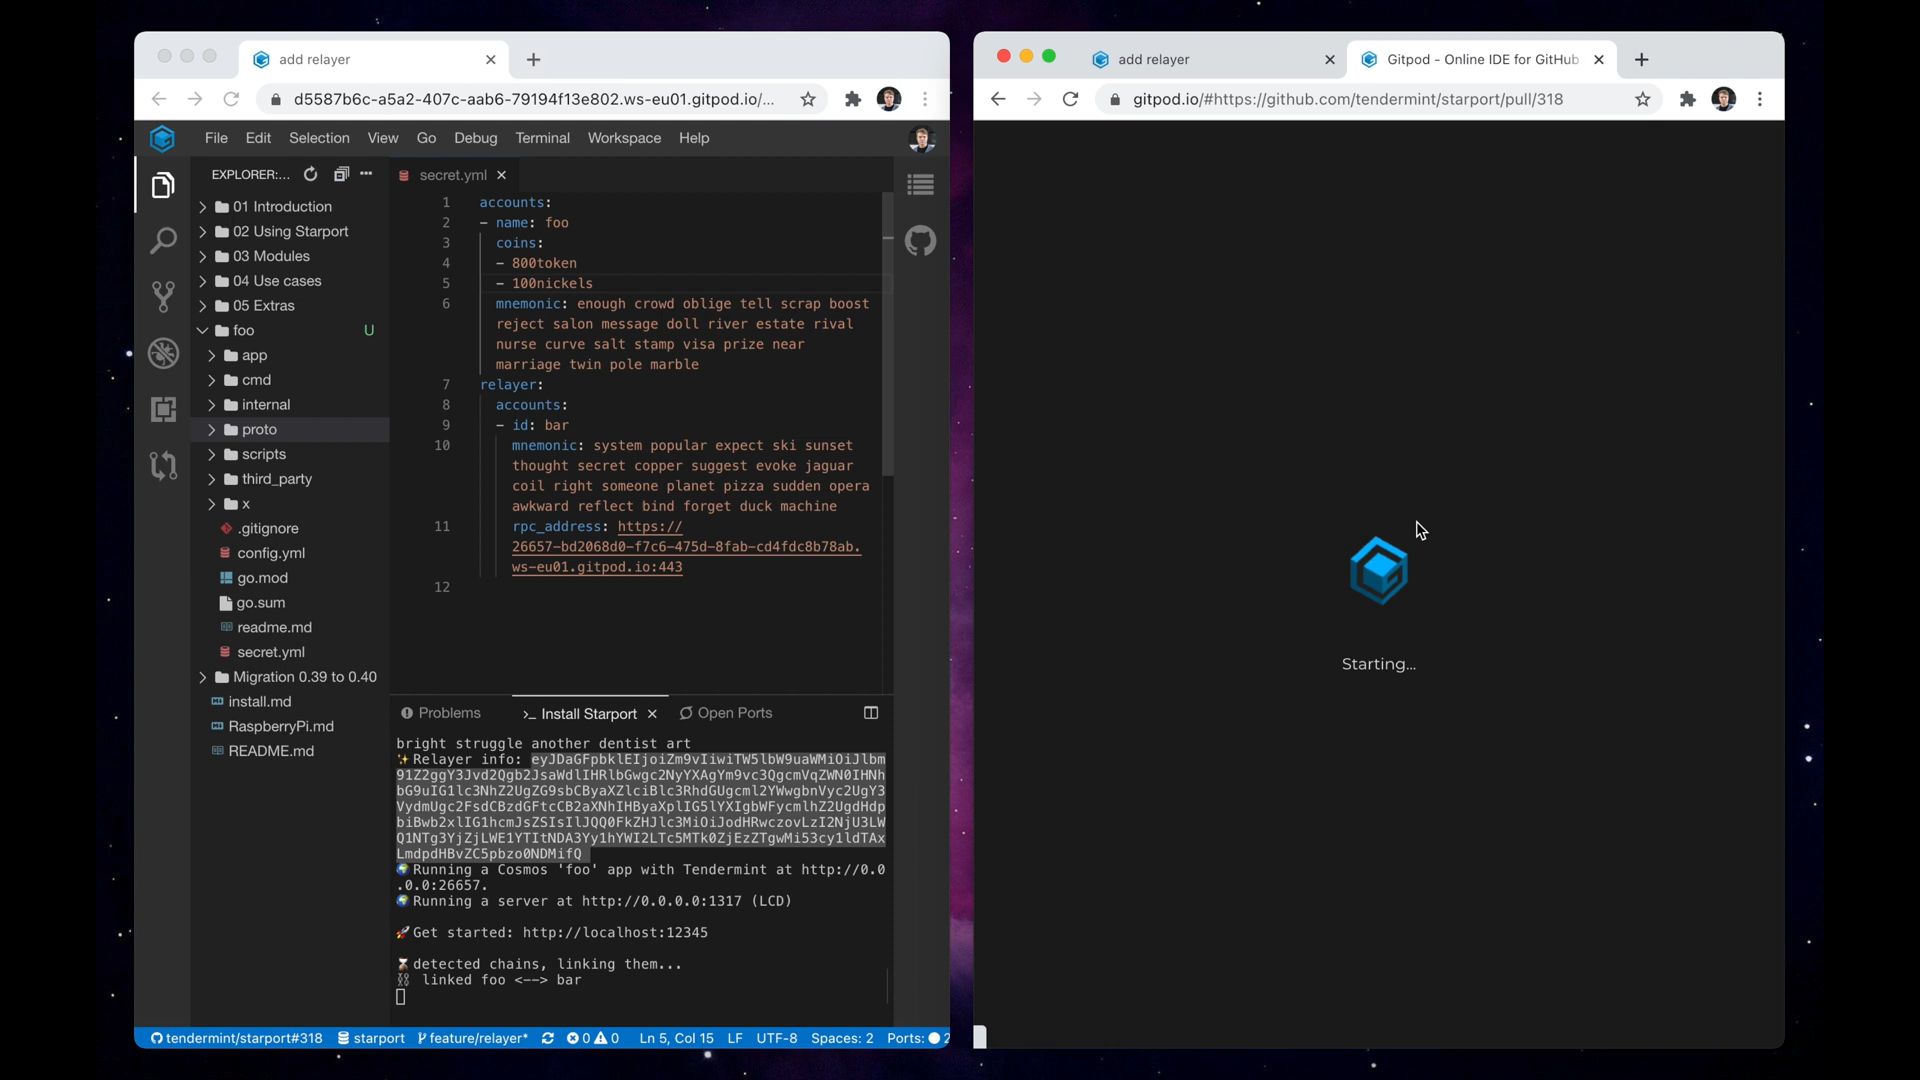 add relayer
d5587b6c-a5a2-407c-aab6-79194f13e802.ws-eu01.gitpod.io/...
File Edit Selection View Go Debug Terminal Workspace Help
EXPLORER:...
01 Introduction
02 Using Starport
03 Modules
04 Use cases
05 Extras
foo U
app
cmd
internal
proto
scripts
third_party
x
.gitignore
config.yml
go.mod
go.sum
readme.md
secret.yml
Migration 0.39 to 0.40
install.md
RaspberryPi.md
README.md
secret.yml
1 accounts:
2 - name: foo
3 coins:
4 - 800token
5 - 100nickels
6 mnemonic: enough crowd oblige tell scrap boost
reject salon message doll river estate rival
nurse curve salt stamp visa prize near
marriage twin pole marble
7 relayer:
8 accounts:
9 - id: bar
10 mnemonic: system popular expect ski sunset
thought secret copper suggest evoke jaguar
coil right someone planet pizza sudden opera
awkward reflect bind forget duck machine
11 rpc_address: https://
26657-bd2068d0-f7c6-475d-8fab-cd4fdc8b78ab.
ws-eu01.gitpod.io:443
12
Problems Install Starport Open Ports
bright struggle another dentist art
Relayer info: eyJDaGFpbklEIjoiZm9vIiwiTW5lbW9uaWMiOiJlbm
91Z2ggY3Jvd2Qgb2JsaWdlIHRlbGwgc2NyYXAgYm9vc3QgcmVqZWN0IHNh
bG9uIG1lc3NhZ2UgZG9sbCByaXZlciBlc3RhdGUgcml2YWwgbnVyc2UgY3
VydmUgc2FsdCBzdGFtcCB2aXNhIHByaXplIG5lYXIgbWFycmlhZ2UgdHdp
biBwb2xlIG1hcmJsZSIsIlJQQ0FkZHJlc3MiOiJodHRwczovLzI2NjU3LW
Q1NTg3YjZjLWE1YTItNDA3Yy1hYWI2LTc5MTk0ZjEzZTgwMi53cy1ldTAx
LmdpdHBvZC5pbzo0NDMifQ
Running a Cosmos 'foo' app with Tendermint at http://0.0
.0.0:26657.
Running a server at http://0.0.0.0:1317 (LCD)
Get started: http://localhost:12345
detected chains, linking them...
linked foo <--> bar
tendermint/starport#318 starport feature/relayer* 0 0 Ln 5, Col 15 LF UTF-8 Spaces: 2 Ports: 2
add relayer
Gitpod - Online IDE for GitHub
gitpod.io/#https://github.com/tendermint/starport/pull/318
Starting...